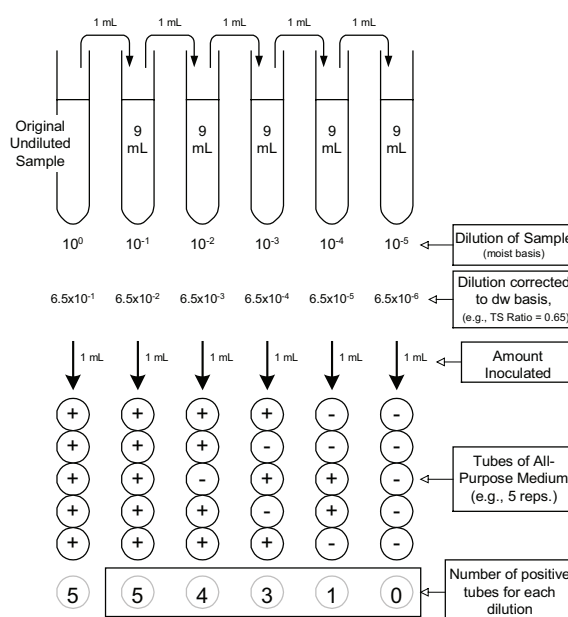 1 mL 1 mL 1 mL 1 mL 1 mL
Original
Undiluted
Sample
9 9 9 9 9
mL mL mL mL mL
10⁰ 10⁻¹ 10⁻² 10⁻³ 10⁻⁴ 10⁻⁵
Dilution of Sample
(moist basis)
6.5x10⁻¹ 6.5x10⁻² 6.5x10⁻³ 6.5x10⁻⁴ 6.5x10⁻⁵ 6.5x10⁻⁶
Dilution corrected
to dw basis,
(e.g., TS Ratio = 0.65)
1 mL 1 mL 1 mL 1 mL 1 mL 1 mL
Amount
Inoculated
+ + + + - -
+ + + - - -
+ + - + + -
+ + + - + -
+ + + + - -
Tubes of All-
Purpose Medium
(e.g., 5 reps.)
5 5 4 3 1 0
Number of positive
tubes for each
dilution